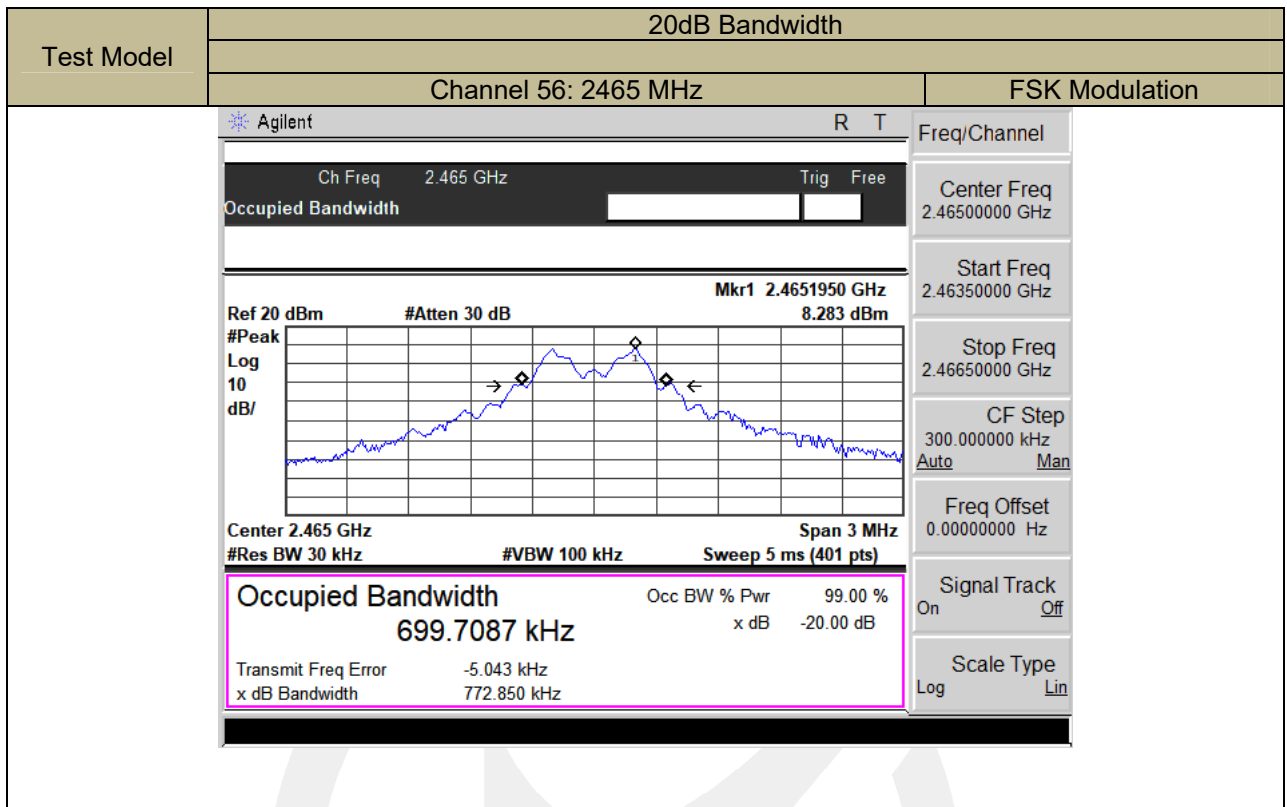 20dB Bandwidth
Test Model
Channel 56: 2465 MHz FSK Modulation
Agilent R T
Freq/Channel
Ch Freq 2.465 GHz Trig Free
Occupied Bandwidth
Center Freq
2.46500000 GHz
Start Freq
2.46350000 GHz
Stop Freq
2.46650000 GHz
CF Step
300.000000 kHz
Auto Man
Freq Offset
0.00000000 Hz
Signal Track
On Off
Scale Type
Log Lin
Mkr1 2.4651950 GHz
Ref 20 dBm #Atten 30 dB 8.283 dBm
#Peak
Log
10
dB/
1
Center 2.465 GHz Span 3 MHz
#Res BW 30 kHz #VBW 100 kHz Sweep 5 ms (401 pts)
Occupied Bandwidth Occ BW % Pwr 99.00 %
699.7087 kHz x dB -20.00 dB
Transmit Freq Error -5.043 kHz
x dB Bandwidth 772.850 kHz